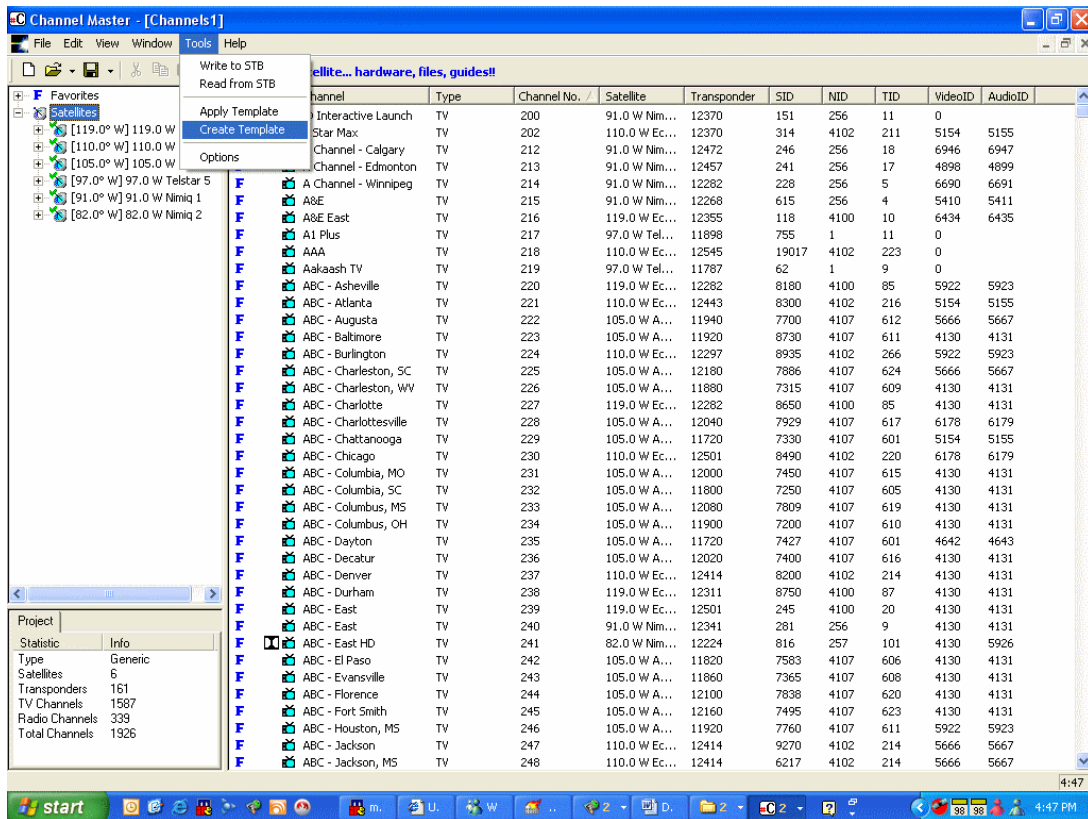 Channel Master - [Channels1]
File Edit View Window Tools Help
Write to STB
Read from STB
Apply Template
Create Template
Options
ellite... hardware, files, guides!!
F Favorites
Satellites
[119.0° W] 119.0 W
[110.0° W] 110.0 W
[105.0° W] 105.0 W
[97.0° W] 97.0 W Telstar 5
[91.0° W] 91.0 W Nimiq 1
[82.0° W] 82.0 W Nimiq 2
hannel Type Channel No. Satellite Transponder SID NID TID VideoID AudioID
Interactive Launch TV 200 91.0 W Nim... 12370 151 256 11 0
Star Max TV 202 110.0 W Ec... 12370 314 4102 211 5154 5155
Channel - Calgary TV 212 91.0 W Nim... 12472 246 256 18 6946 6947
Channel - Edmonton TV 213 91.0 W Nim... 12457 241 256 17 4898 4899
F A Channel - Winnipeg TV 214 91.0 W Nim... 12282 228 256 5 6690 6691
F A&E TV 215 91.0 W Nim... 12268 615 256 4 5410 5411
F A&E East TV 216 119.0 W Ec... 12355 118 4100 10 6434 6435
F A1 Plus TV 217 97.0 W Tel... 11898 755 1 11 0
F AAA TV 218 110.0 W Ec... 12545 19017 4102 223 0
F Aakaash TV TV 219 97.0 W Tel... 11787 62 1 9 0
F ABC - Asheville TV 220 119.0 W Ec... 12282 8180 4100 85 5922 5923
F ABC - Atlanta TV 221 110.0 W Ec... 12443 8300 4102 216 5154 5155
F ABC - Augusta TV 222 105.0 W A... 11940 7700 4107 612 5666 5667
F ABC - Baltimore TV 223 105.0 W A... 11920 8730 4107 611 4130 4131
F ABC - Burlington TV 224 110.0 W Ec... 12297 8935 4102 266 5922 5923
F ABC - Charleston, SC TV 225 105.0 W A... 12180 7886 4107 624 5666 5667
F ABC - Charleston, WV TV 226 105.0 W A... 11880 7315 4107 609 4130 4131
F ABC - Charlotte TV 227 119.0 W Ec... 12282 8650 4100 85 4130 4131
F ABC - Charlottesville TV 228 105.0 W A... 12040 7929 4107 617 6178 6179
F ABC - Chattanooga TV 229 105.0 W A... 11720 7330 4107 601 5154 5155
F ABC - Chicago TV 230 110.0 W Ec... 12501 8490 4102 220 6178 6179
F ABC - Columbia, MO TV 231 105.0 W A... 12000 7450 4107 615 4130 4131
F ABC - Columbia, SC TV 232 105.0 W A... 11800 7250 4107 605 4130 4131
F ABC - Columbus, MS TV 233 105.0 W A... 12080 7809 4107 619 4130 4131
F ABC - Columbus, OH TV 234 105.0 W A... 11900 7200 4107 610 4130 4131
F ABC - Dayton TV 235 105.0 W A... 11720 7427 4107 601 4642 4643
F ABC - Decatur TV 236 105.0 W A... 12020 7400 4107 616 4130 4131
F ABC - Denver TV 237 110.0 W Ec... 12414 8200 4102 214 4130 4131
F ABC - Durham TV 238 119.0 W Ec... 12311 8750 4100 87 4130 4131
F ABC - East TV 239 119.0 W Ec... 12501 245 4100 20 4130 4131
F ABC - East TV 240 91.0 W Nim... 12341 281 256 9 4130 4131
F ABC - East HD TV 241 82.0 W Nim... 12224 816 257 101 4130 5926
F ABC - El Paso TV 242 105.0 W A... 11820 7583 4107 606 4130 4131
F ABC - Evansville TV 243 105.0 W A... 11860 7365 4107 608 4130 4131
F ABC - Florence TV 244 105.0 W A... 12100 7838 4107 620 4130 4131
F ABC - Fort Smith TV 245 105.0 W A... 12160 7495 4107 623 4130 4131
F ABC - Houston, MS TV 246 105.0 W A... 11920 7760 4107 611 5922 5923
F ABC - Jackson TV 247 110.0 W Ec... 12414 9270 4102 214 5666 5667
F ABC - Jackson, MS TV 248 110.0 W Ec... 12414 6217 4102 214 5666 5667
Project
Statistic Info
Type Generic
Satellites 6
Transponders 161
TV Channels 1587
Radio Channels 339
Total Channels 1926
4:47
start m. U. W .. 2 D. 2 2 98 98 4:47 PM